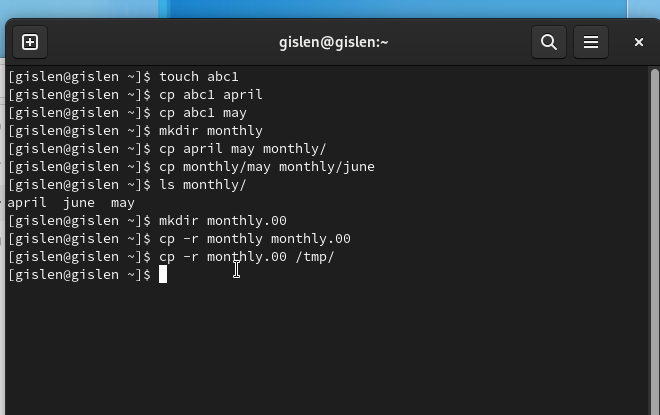 gislen@gislen:~
[gislen@gislen ~]$ touch abc1
[gislen@gislen ~]$ cp abc1 april
[gislen@gislen ~]$ cp abc1 may
[gislen@gislen ~]$ mkdir monthly
[gislen@gislen ~]$ cp april may monthly/
[gislen@gislen ~]$ cp monthly/may monthly/june
[gislen@gislen ~]$ ls monthly/
april  june  may
[gislen@gislen ~]$ mkdir monthly.00
[gislen@gislen ~]$ cp -r monthly monthly.00
[gislen@gislen ~]$ cp -r monthly.00 /tmp/
[gislen@gislen ~]$